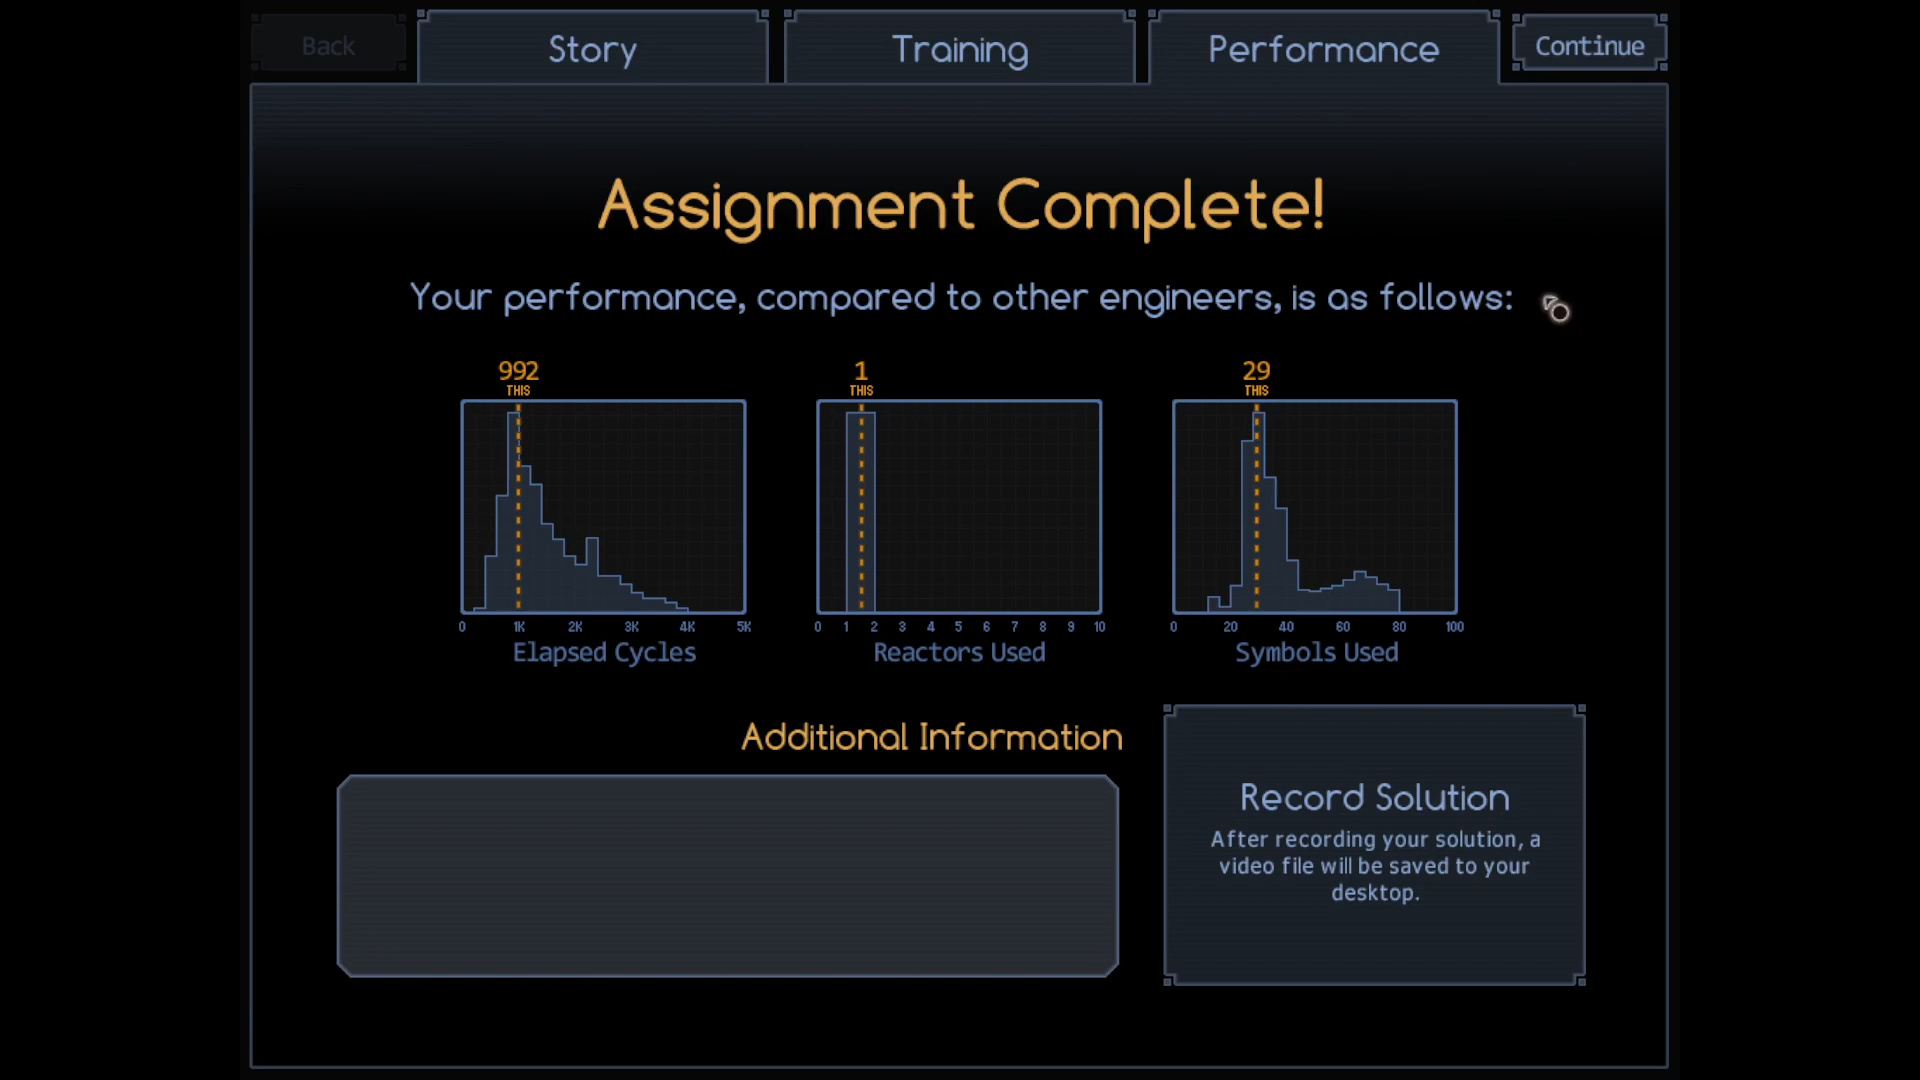 Back
Story
Training
Performance
Continue
Assignment Complete!
Your performance, compared to other engineers, is as follows:
992
THIS
1
THIS
29
THIS
0 1K 2K 3K 4K 5K
0 1 2 3 4 5 6 7 8 9 10
0 20 40 60 80 100
Elapsed Cycles
Reactors Used
Symbols Used
Additional Information
Record Solution
After recording your solution, a
video file will be saved to your
desktop.